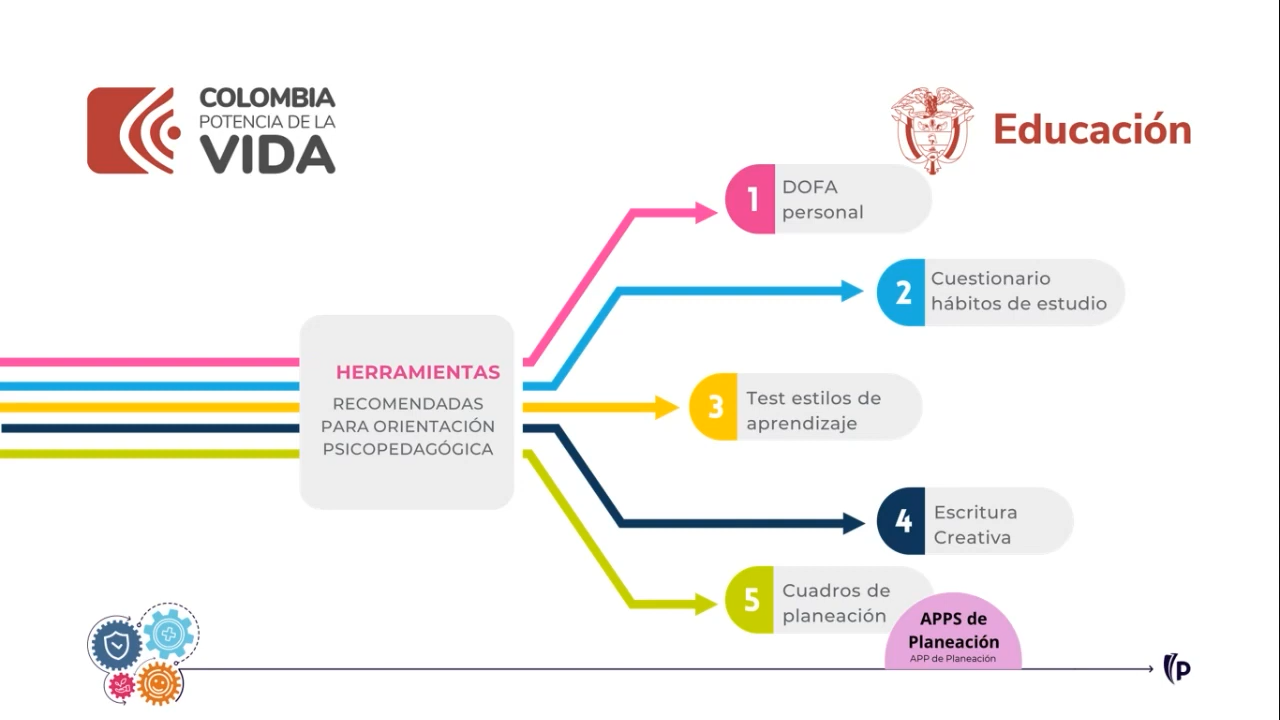 COLOMBIA
POTENCIA DE LA
VIDA
Educación
HERRAMIENTAS
RECOMENDADAS
PARA ORIENTACIÓN
PSICOPEDAGÓGICA
1
DOFA
personal
2
Cuestionario
hábitos de estudio
3
Test estilos de
aprendizaje
4
Escritura
Creativa
5
Cuadros de
planeación
APPS de
Planeación
APP de Planeación
p